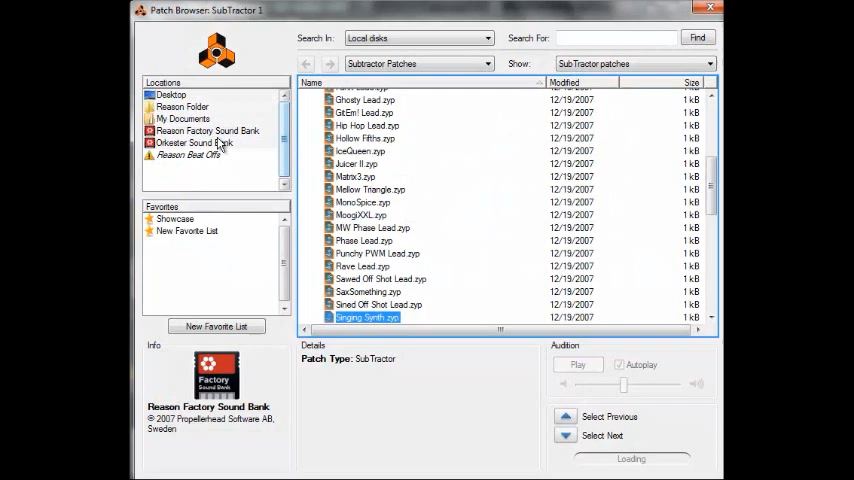 Patch Browser: SubTractor 1
Search In:
Local disks
Search For:
Find
Subtractor Patches
Show:
SubTractor patches
Locations
Desktop
Reason Folder
My Documents
Reason Factory Sound Bank
Orkester Sound Bank
Reason Beat Offs
Favorites
Showcase
New Favorite List
New Favorite List
Info
Factory
Sound Bank
Reason Factory Sound Bank
℗ 2007 Propellerhead Software AB,
Sweden
Name Modified Size
Ghosty Lead.zyp 12/19/2007 1 kB
GitEm! Lead.zyp 12/19/2007 1 kB
Hip Hop Lead.zyp 12/19/2007 1 kB
Hollow Fifths.zyp 12/19/2007 1 kB
IceQueen.zyp 12/19/2007 1 kB
Juicer II.zyp 12/19/2007 1 kB
Matrix3.zyp 12/19/2007 1 kB
Mellow Triangle.zyp 12/19/2007 1 kB
MonoSpice.zyp 12/19/2007 1 kB
MoogiXXL.zyp 12/19/2007 1 kB
MW Phase Lead.zyp 12/19/2007 1 kB
Phase Lead.zyp 12/19/2007 1 kB
Punchy PWM Lead.zyp 12/19/2007 1 kB
Rave Lead.zyp 12/19/2007 1 kB
Sawed Off Shot Lead.zyp 12/19/2007 1 kB
SaxSomething.zyp 12/19/2007 1 kB
Sined Off Shot Lead.zyp 12/19/2007 1 kB
Singing Synth.zyp 12/19/2007 1 kB
Details
Patch Type: SubTractor
Audition
Play
Autoplay
Select Previous
Select Next
Loading